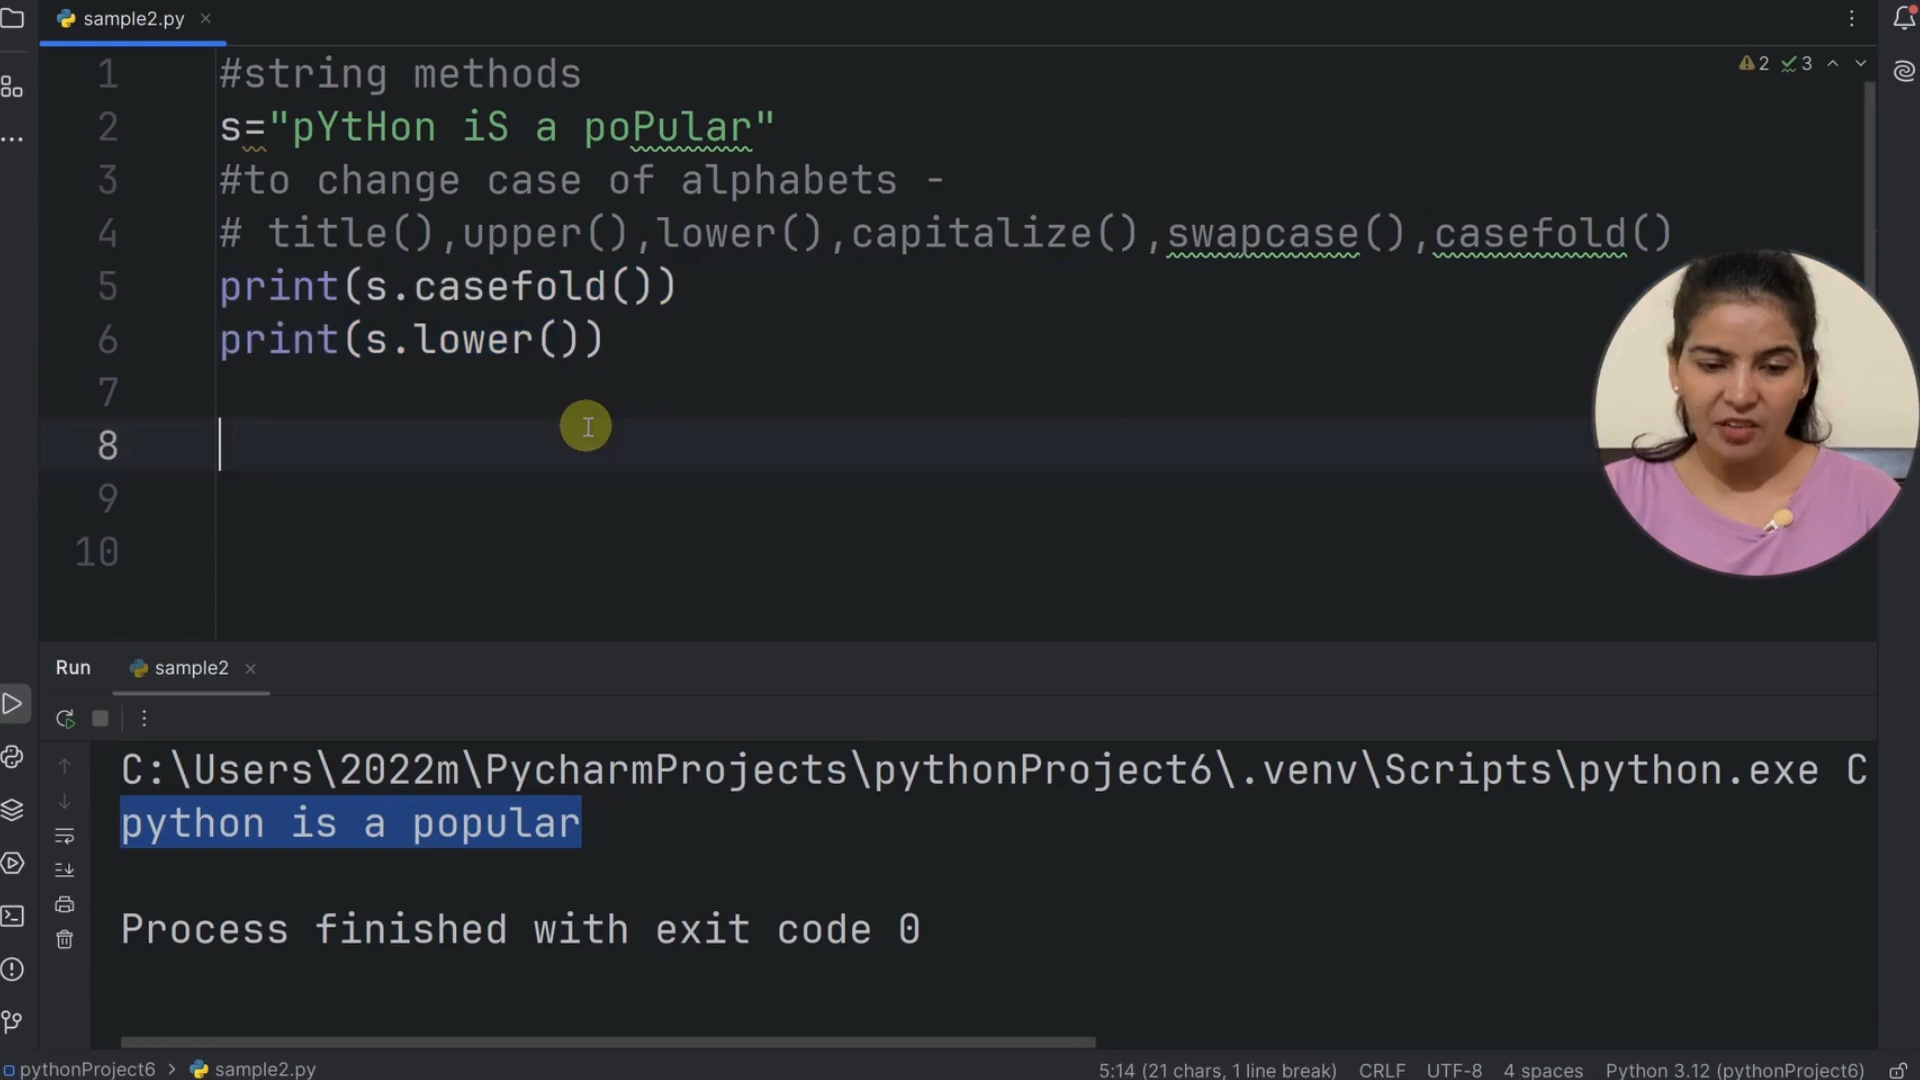 sample2.py
2 3
1 #string methods
2 s="pYtHon iS a poPular"
3 #to change case of alphabets -
4 # title(),upper(),lower(),capitalize(),swapcase(),casefold()
5 print(s.casefold())
6 print(s.lower())
7
8
9
10
Run sample2
C:\Users\2022m\PycharmProjects\pythonProject6\.venv\Scripts\python.exe C
python is a popular
Process finished with exit code 0
pythonProject6 > sample2.py 5:14 (21 chars, 1 line break) CRLF UTF-8 4 spaces Python 3.12 (pythonProject6)